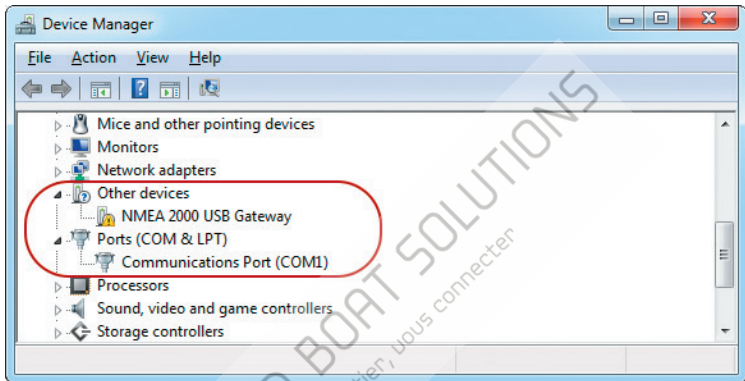 Device Manager
File Action View Help
Mice and other pointing devices
Monitors
Network adapters
Other devices
NMEA 2000 USB Gateway
Ports (COM & LPT)
Communications Port (COM1)
Processors
Sound, video and game controllers
Storage controllers
BOAT SOLUTIONS
vous connecter